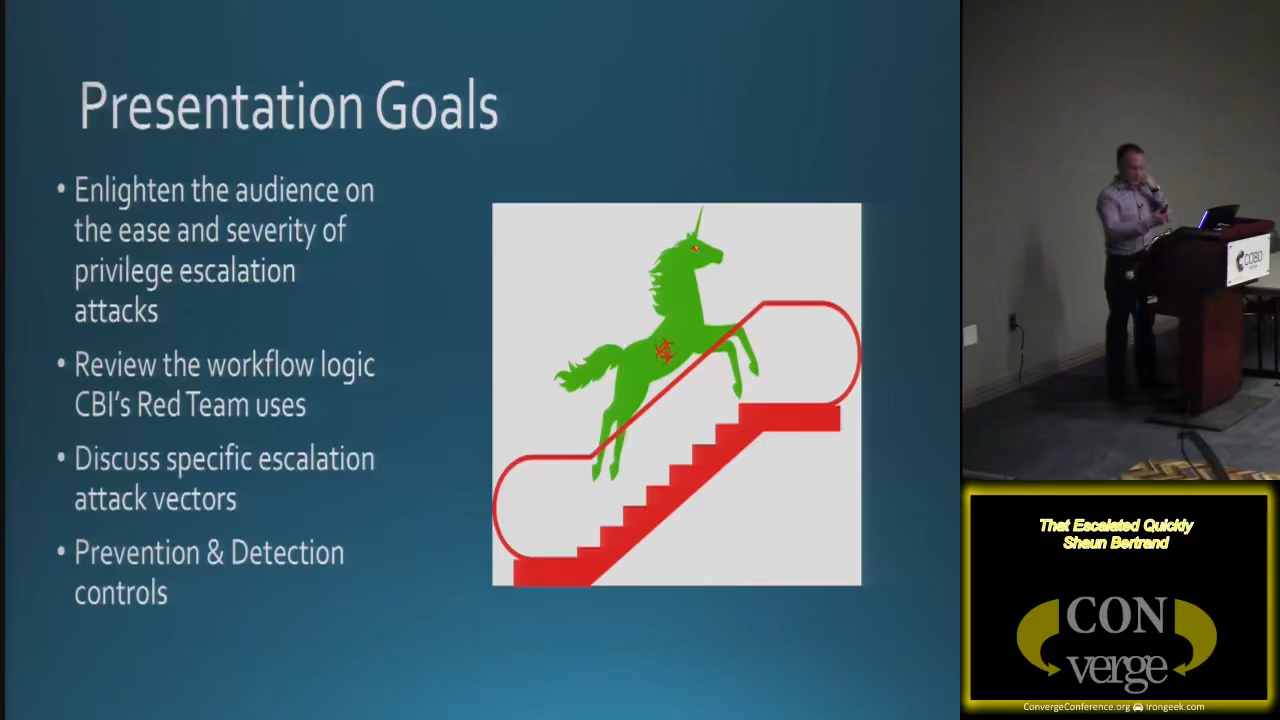 Presentation Goals
• Enlighten the audience on
the ease and severity of
privilege escalation
attacks
• Review the workflow logic
CBI's Red Team uses
• Discuss specific escalation
attack vectors
• Prevention & Detection
controls
COBO
That Escalated Quickly
Shaun Bertrand
CON
verge
ConvergeConference.org Irongeek.com